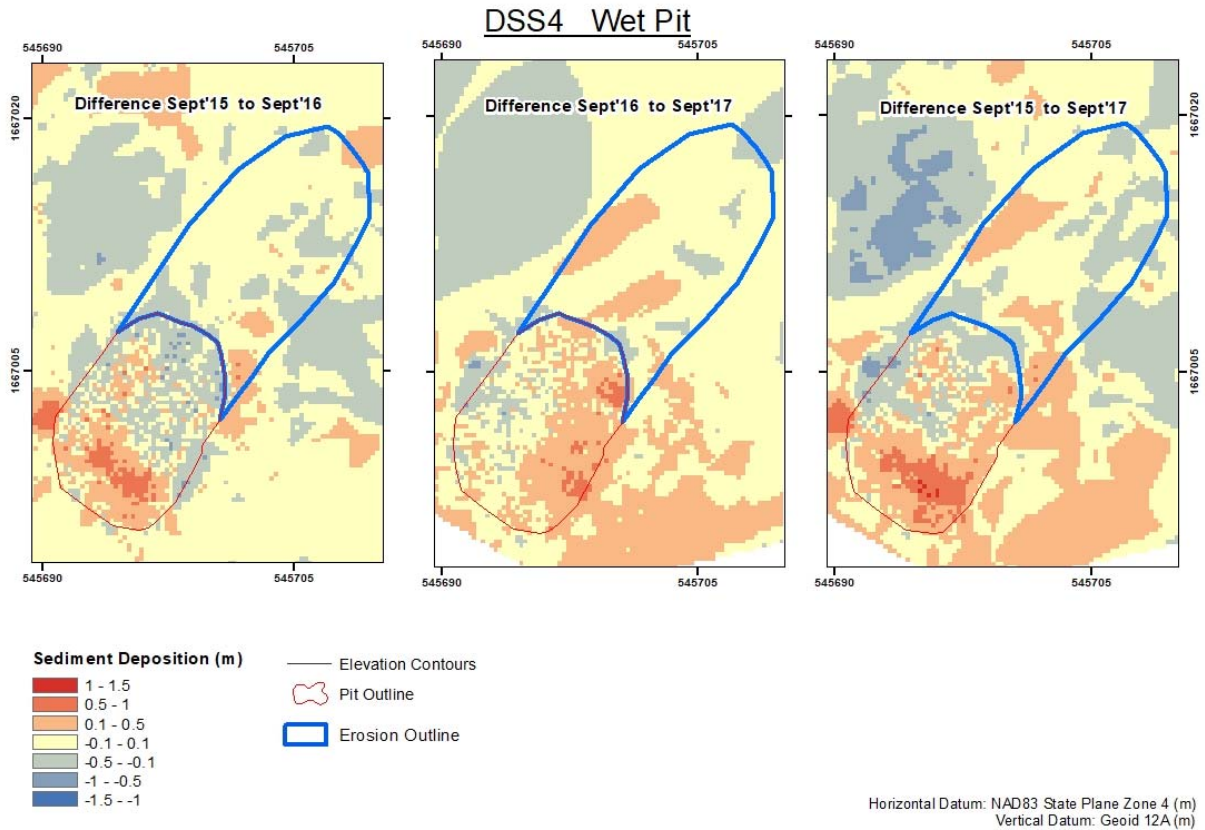 DSS4 Wet Pit
545690 545705 545690 545705 545690 545705
Difference Sept'15 to Sept'16
Difference Sept'16 to Sept'17
Difference Sept'15 to Sept'17
1667020
1667005
1667020
1667005
545690 545705 545690 545705 545690 545705
Sediment Deposition (m)
1 - 1.5
0.5 - 1
0.1 - 0.5
-0.1 - 0.1
-0.5 - -0.1
-1 - -0.5
-1.5 - -1
Elevation Contours
Pit Outline
Erosion Outline
Horizontal Datum: NAD83 State Plane Zone 4 (m)
Vertical Datum: Geoid 12A (m)